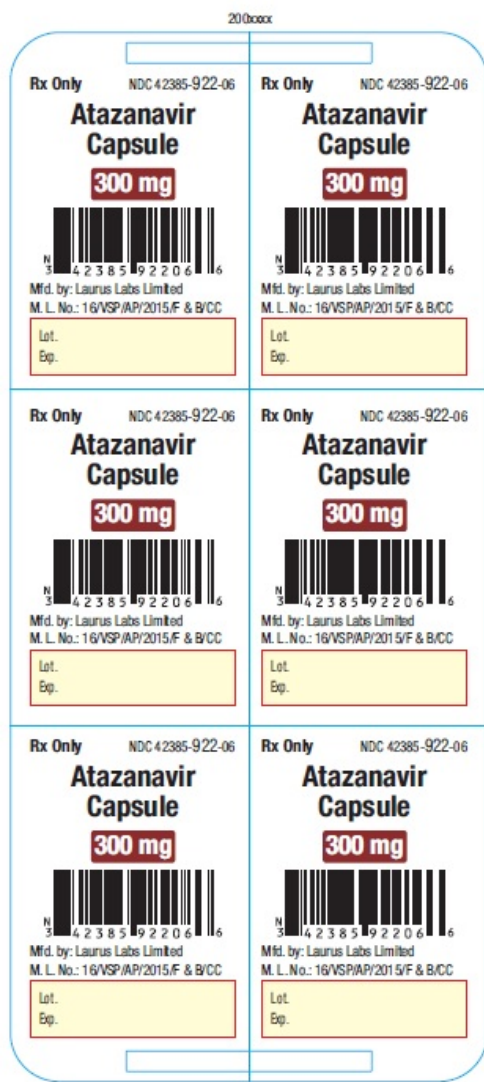 200xxxx
Rx Only NDC 42385-922-06
Atazanavir
Capsule
300 mg
N
3 42385 92206 6
Mfd. by: Laurus Labs Limited
M. L. No.: 16/VSP/AP/2015/F & B/CC
Lot.
Exp.
Rx Only NDC 42385-922-06
Atazanavir
Capsule
300 mg
N
3 42385 92206 6
Mfd. by: Laurus Labs Limited
M. L. No.: 16/VSP/AP/2015/F & B/CC
Lot.
Exp.
Rx Only NDC 42385-922-06
Atazanavir
Capsule
300 mg
N
3 42385 92206 6
Mfd. by: Laurus Labs Limited
M. L. No.: 16/VSP/AP/2015/F & B/CC
Lot.
Exp.
Rx Only NDC 42385-922-06
Atazanavir
Capsule
300 mg
N
3 42385 92206 6
Mfd. by: Laurus Labs Limited
M. L. No.: 16/VSP/AP/2015/F & B/CC
Lot.
Exp.
Rx Only NDC 42385-922-06
Atazanavir
Capsule
300 mg
N
3 42385 92206 6
Mfd. by: Laurus Labs Limited
M. L. No.: 16/VSP/AP/2015/F & B/CC
Lot.
Exp.
Rx Only NDC 42385-922-06
Atazanavir
Capsule
300 mg
N
3 42385 92206 6
Mfd. by: Laurus Labs Limited
M. L. No.: 16/VSP/AP/2015/F & B/CC
Lot.
Exp.